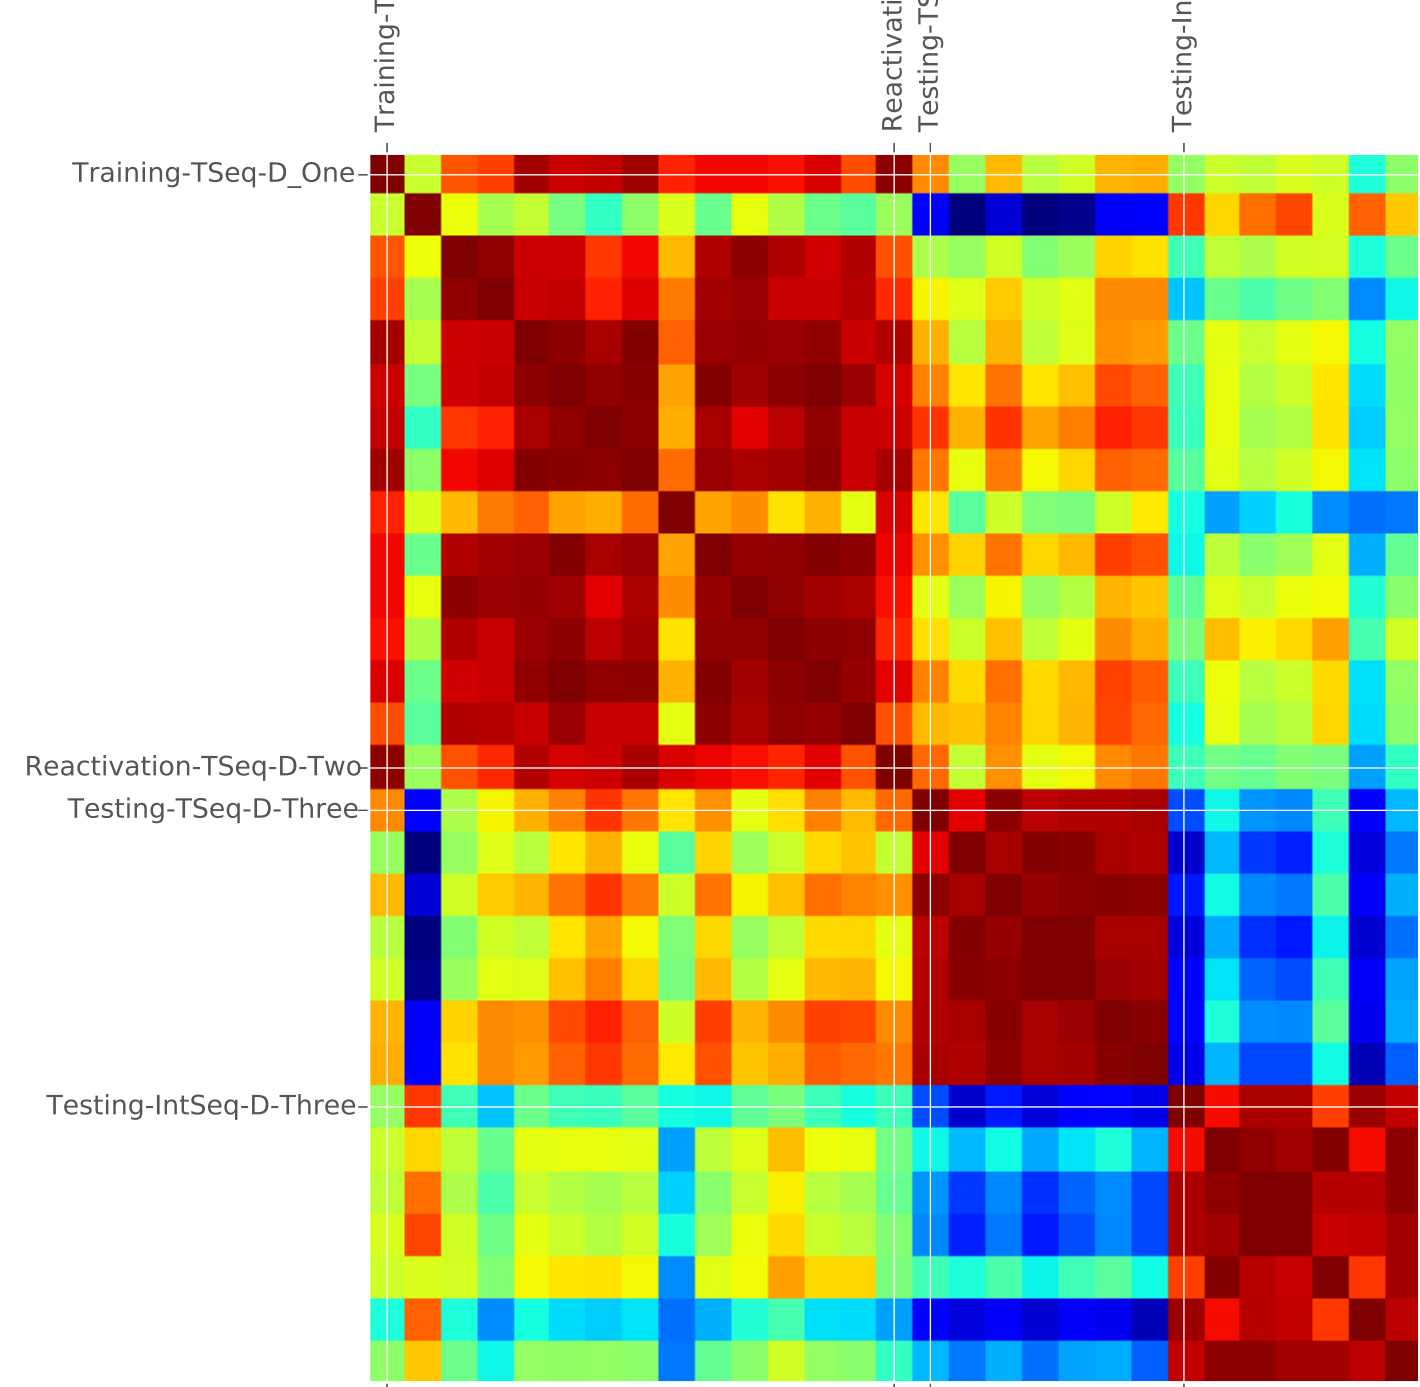 Training-T
Reactivati
Testing-TS
Testing-In
Training-TSeq-D_One
Reactivation-TSeq-D-Two
Testing-TSeq-D-Three
Testing-IntSeq-D-Three